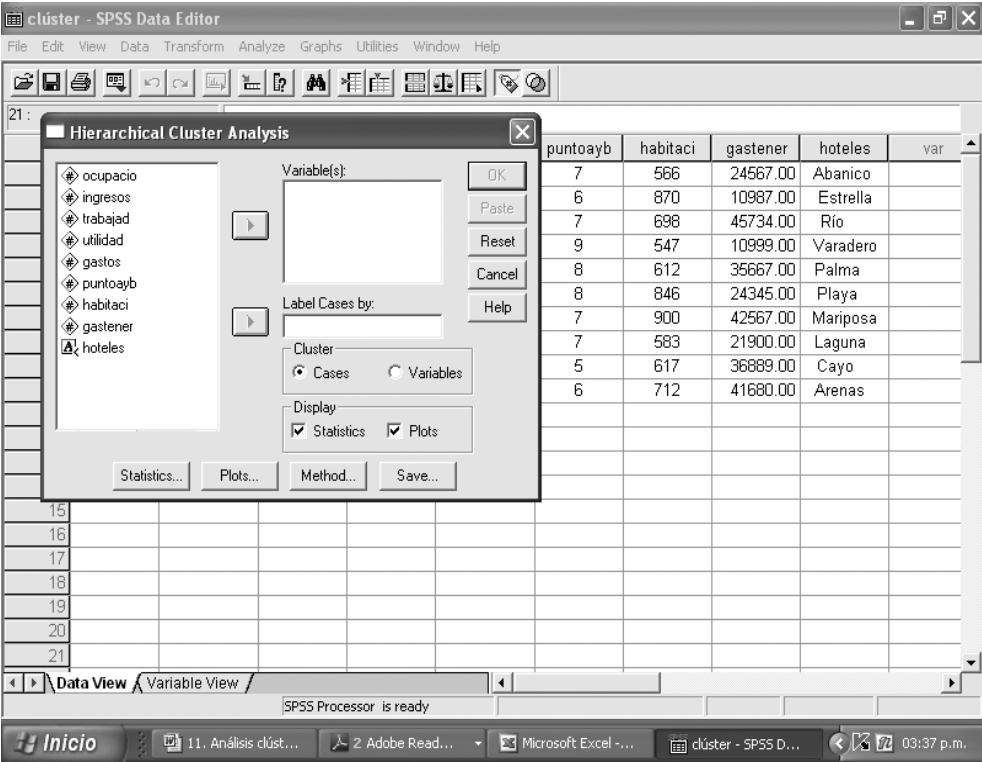 clúster - SPSS Data Editor
File Edit View Data Transform Analyze Graphs Utilities Window Help
21 :
Hierarchical Cluster Analysis
ocupacio
ingresos
trabajad
utilidad
gastos
puntoayb
habitaci
gastener
hoteles
Variable(s):
Label Cases by:
Cluster
Cases Variables
Display
Statistics Plots
OK
Paste
Reset
Cancel
Help
Statistics... Plots... Method... Save...
puntoayb habitaci gastener hoteles var
7 566 24567.00 Abanico
6 870 10987.00 Estrella
7 698 45734.00 Río
9 547 10999.00 Varadero
8 612 35667.00 Palma
8 846 24345.00 Playa
7 900 42567.00 Mariposa
7 583 21900.00 Laguna
5 617 36889.00 Cayo
6 712 41680.00 Arenas
15
16
17
18
19
20
21
Data View Variable View
SPSS Processor is ready
Inicio 11. Análisis clúst... 2 Adobe Read... Microsoft Excel -... clúster - SPSS D... 03:37 p.m.